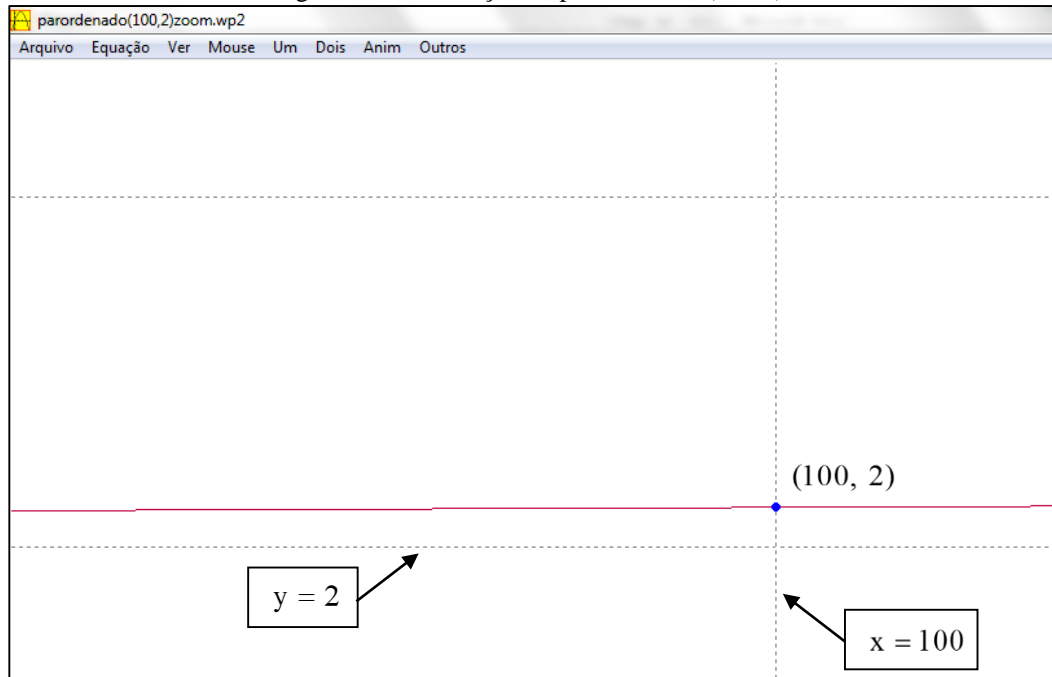 parordenado(100,2)zoom.wp2
Arquivo Equação Ver Mouse Um Dois Anim Outros
(100, 2)
y = 2
x = 100